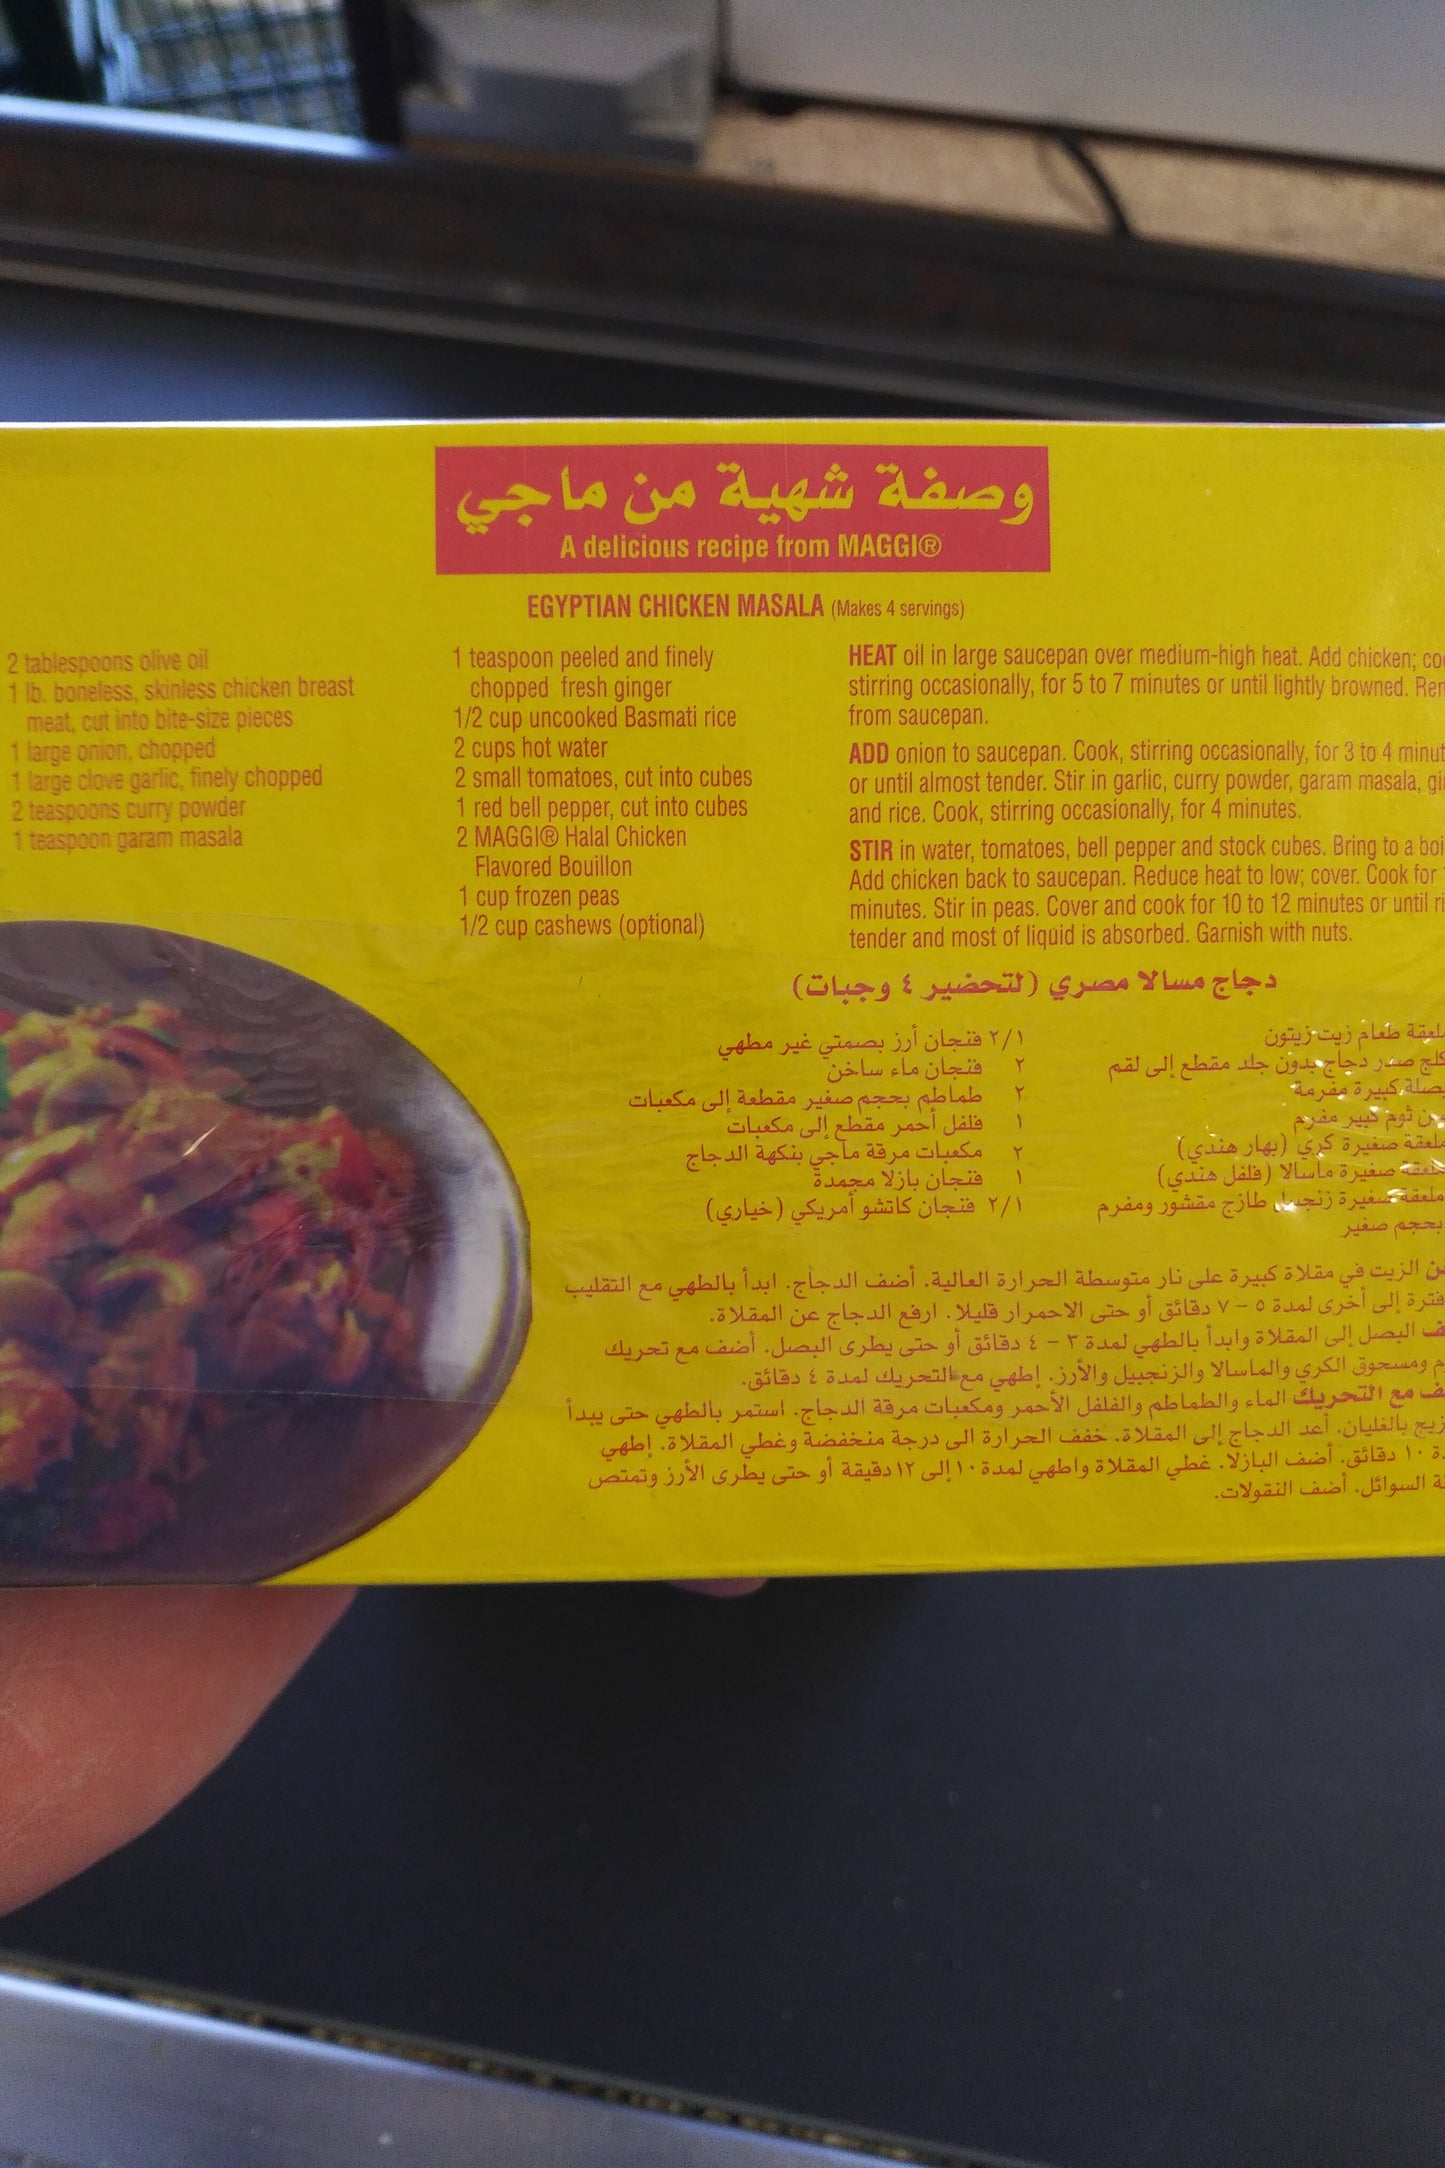 وصفة شهية من ماجي
A delicious recipe from MAGGI®
EGYPTIAN CHICKEN MASALA (Makes 4 servings)
2 tablespoons olive oil
1 lb. boneless, skinless chicken breast
meat, cut into bite-size pieces
1 large onion, chopped
1 large clove garlic, finely chopped
2 teaspoons curry powder
1 teaspoon garam masala
1 teaspoon peeled and finely
chopped fresh ginger
1/2 cup uncooked Basmati rice
2 cups hot water
2 small tomatoes, cut into cubes
1 red bell pepper, cut into cubes
2 MAGGI® Halal Chicken
Flavored Bouillon
1 cup frozen peas
1/2 cup cashews (optional)
HEAT oil in large saucepan over medium-high heat. Add chicken;
stirring occasionally, for 5 to 7 minutes or until lightly browned.
from saucepan.
ADD onion to saucepan. Cook, stirring occasionally, for 3 to 4
or until almost tender. Stir in garlic, curry powder, garam masala,
and rice. Cook, stirring occasionally, for 4 minutes.
STIR in water, tomatoes, bell pepper and stock cubes. Bring to a
Add chicken back to saucepan. Reduce heat to low; cover. Cook for
minutes. Stir in peas. Cover and cook for 10 to 12 minutes or until
tender and most of liquid is absorbed. Garnish with nuts.
دجاج مسالا مصري (لتحضير ٤ وجبات)
طعام زيت زيتون
صدر دجاج بدون جلد مقطع إلى لقم
كبيرة مفرمة
ثوم كبير مفرم
صغيرة كري (بهار هندي)
صغيرة ماسالا (فلفل هندي)
صغيرة زنجبيل طازج مقشور ومفرم
بحجم صغير
٢/١ فنجان أرز بصمتي غير مطهي
٢ فنجان ماء ساخن
٢ طماطم بحجم صغير مقطعة إلى مكعبات
١ فلفل أحمر مقطع إلى مكعبات
٢ مكعبات مرقة ماجي بنكهة الدجاج
١ فنجان بازلا مجمدة
٢/١ فنجان كاتشو أمريكي (خياري)
الزيت في مقلاة كبيرة على نار متوسطة الحرارة العالية. أضف الدجاج. ابدأ بالطهي مع التقليب
فترة إلى أخرى لمدة ٥ - ٧ دقائق أو حتى الاحمرار قليلا. ارفع الدجاج عن المقلاة.
البصل إلى المقلاة وابدأ بالطهي لمدة ٣ - ٤ دقائق أو حتى يطرى البصل. أضف مع تحريك
ومسحوق الكري والماسالا والزنجبيل والأرز. إطهي مع التحريك لمدة ٤ دقائق.
مع التحريك الماء والطماطم والفلفل الأحمر ومكعبات مرقة الدجاج. استمر بالطهي حتى يبدأ
بالغليان. أعد الدجاج إلى المقلاة. خفف الحرارة الى درجة منخفضة وغطي المقلاة. إطهي
١٠ دقائق. أضف البازلا. غطي المقلاة واطهي لمدة ١٠ إلى ١٢ دقيقة أو حتى يطرى الأرز وتمتص
السوائل. أضف النقولات.